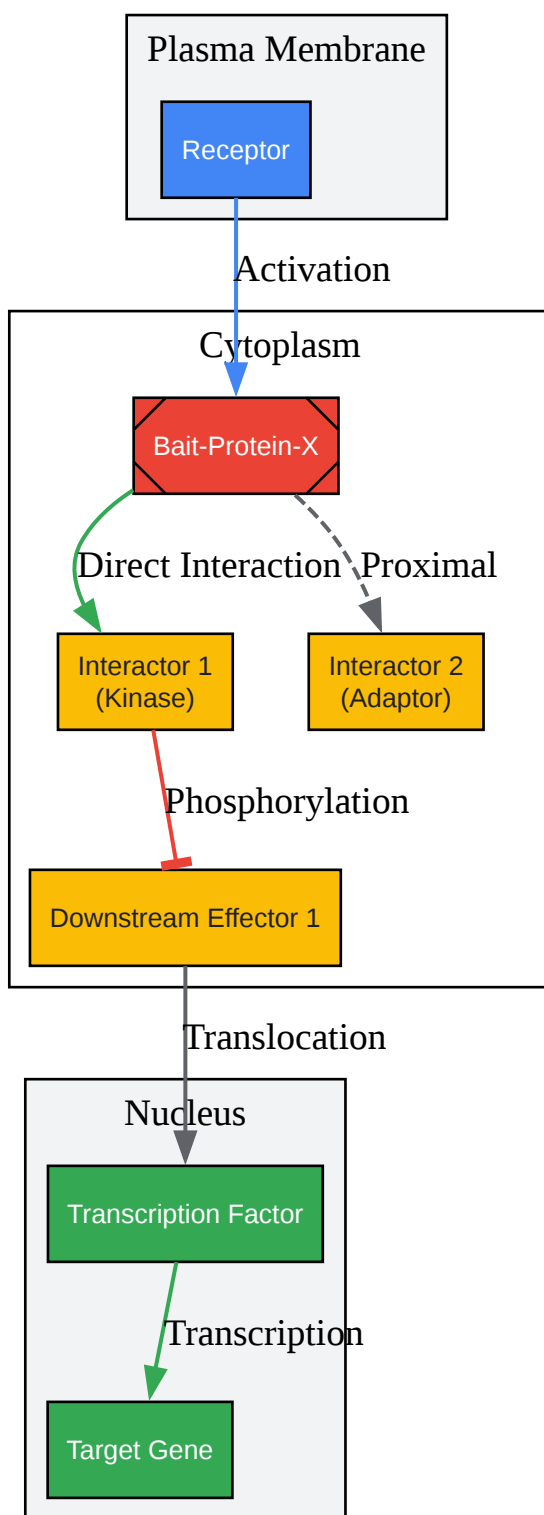 Plasma Membrane
Receptor
Activation
Cytoplasm
Bait-Protein-X
Direct Interaction
Proximal
Interactor 1
(Kinase)
Interactor 2
(Adaptor)
Phosphorylation
Downstream Effector 1
Translocation
Nucleus
Transcription Factor
Transcription
Target Gene